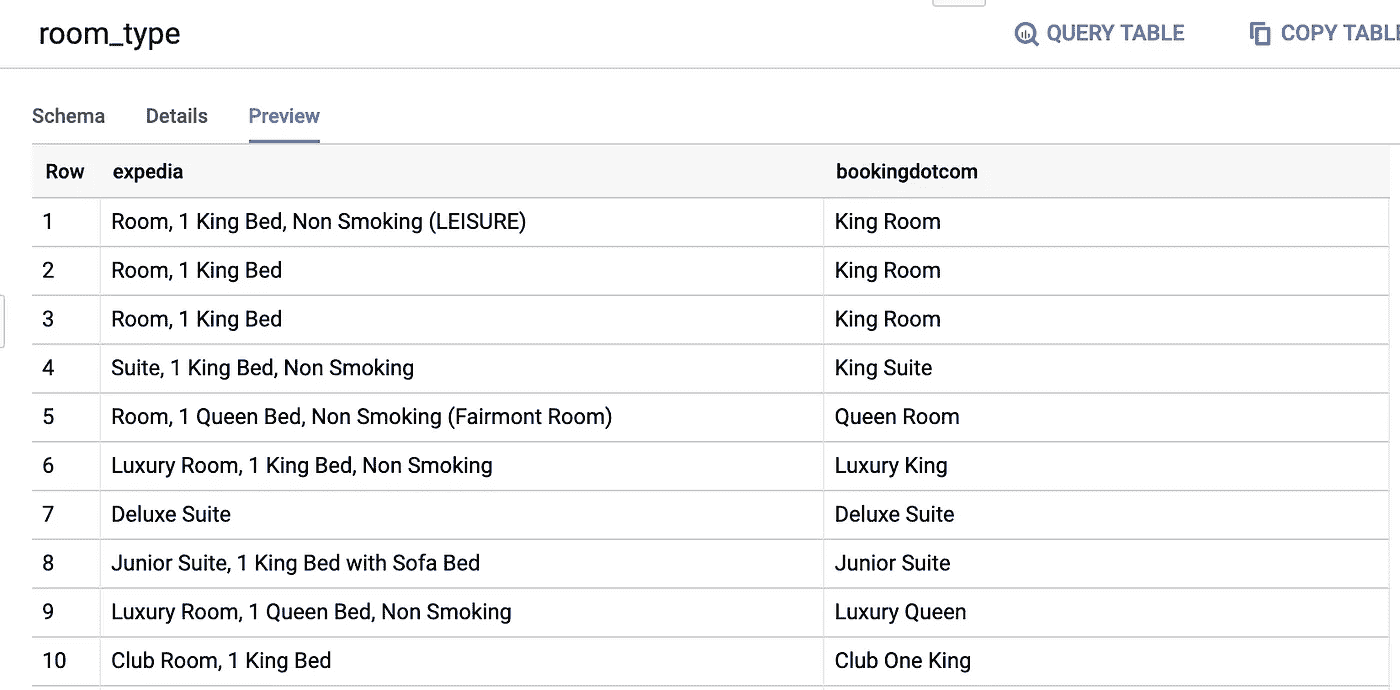 room_type QUERY TABLE COPY TABLE
Schema Details Preview
Row expedia bookingdotcom
1 Room, 1 King Bed, Non Smoking (LEISURE) King Room
2 Room, 1 King Bed King Room
3 Room, 1 King Bed King Room
4 Suite, 1 King Bed, Non Smoking King Suite
5 Room, 1 Queen Bed, Non Smoking (Fairmont Room) Queen Room
6 Luxury Room, 1 King Bed, Non Smoking Luxury King
7 Deluxe Suite Deluxe Suite
8 Junior Suite, 1 King Bed with Sofa Bed Junior Suite
9 Luxury Room, 1 Queen Bed, Non Smoking Luxury Queen
10 Club Room, 1 King Bed Club One King